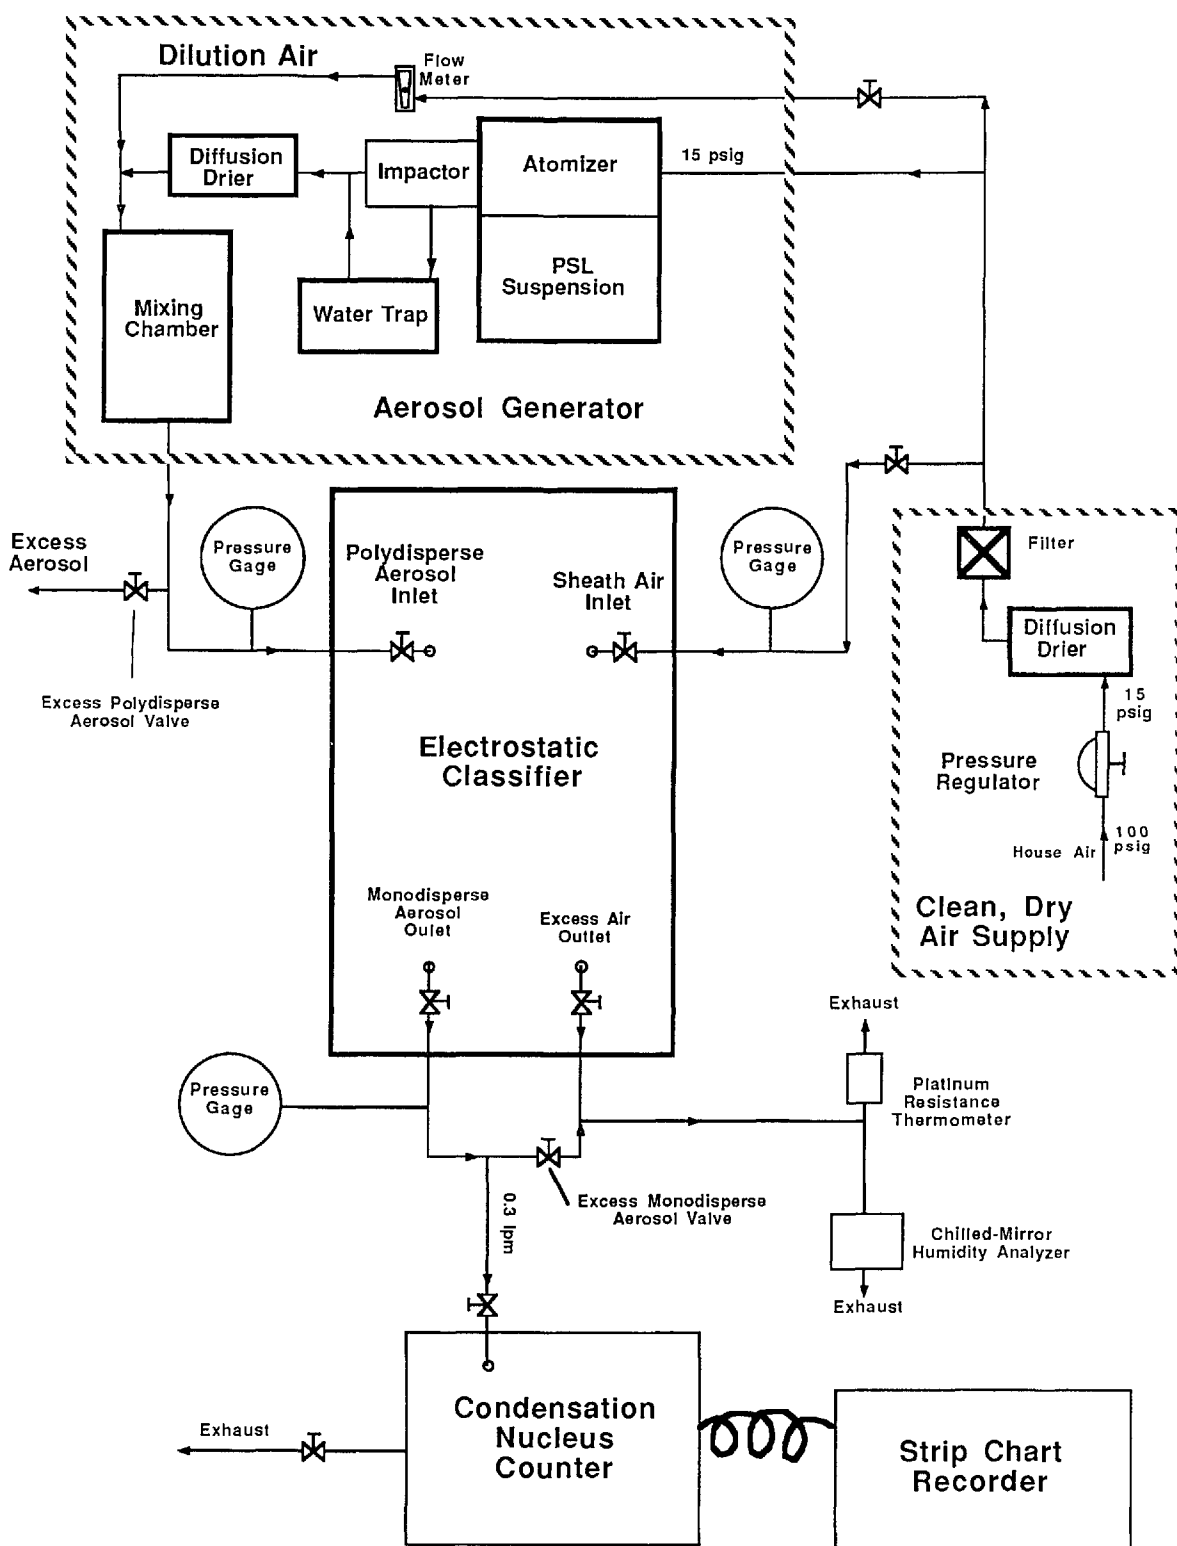 Dilution Air
Flow
Meter
Diffusion
Drier
Impactor
Atomizer
15 psig
PSL
Suspension
Water Trap
Mixing
Chamber
Aerosol Generator
Excess
Aerosol
Pressure
Gage
Polydisperse
Aerosol
Inlet
Sheath Air
Inlet
Pressure
Gage
Filter
Diffusion
Drier
15
psig
Excess Polydisperse
Aerosol Valve
Electrostatic
Classifier
Pressure
Regulator
100
psig
House Air
Monodisperse
Aerosol
Oulet
Excess Air
Outlet
Clean, Dry
Air Supply
Exhaust
Pressure
Gage
Platinum
Resistance
Thermometer
0.3 lpm
Excess Monodisperse
Aerosol Valve
Chilled-Mirror
Humidity Analyzer
Exhaust
Condensation
Nucleus
Counter
Exhaust
Strip Chart
Recorder